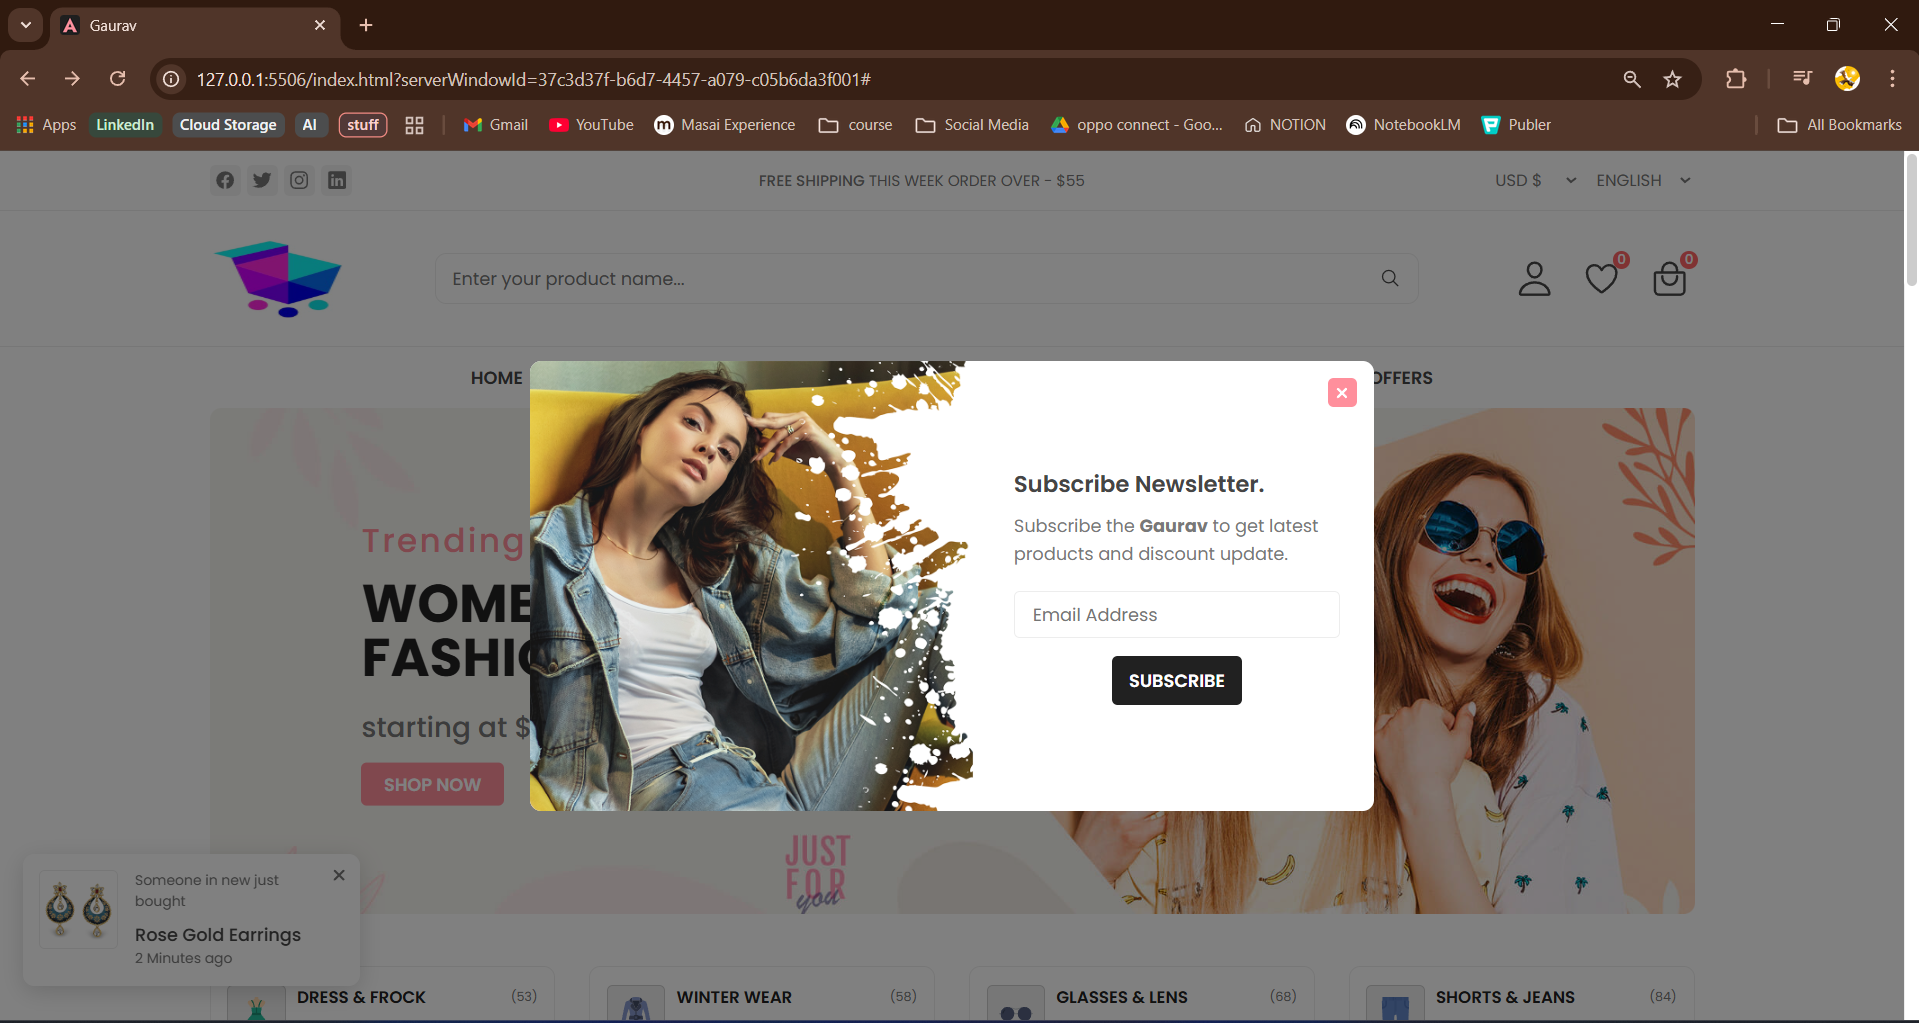 Gaurav
127.0.0.1:5506/index.html?serverWindowId=37c3d37f-b6d7-4457-a079-c05b6da3f001#
Apps LinkedIn Cloud Storage AI stuff Gmail YouTube Masai Experience course Social Media oppo connect - Goo... NOTION NotebookLM Publer All Bookmarks
FREE SHIPPING THIS WEEK ORDER OVER - $55 USD $ ENGLISH
Enter your product name...
0 0
HOME OFFERS
Subscribe Newsletter.
Subscribe the Gaurav to get latest
products and discount update.
Email Address
SUBSCRIBE
Trending
WOME
FASHIO
starting at $
SHOP NOW
JUST
FOR
you
Someone in new just
bought
Rose Gold Earrings
2 Minutes ago
DRESS & FROCK (53)
WINTER WEAR (58)
GLASSES & LENS (68)
SHORTS & JEANS (84)